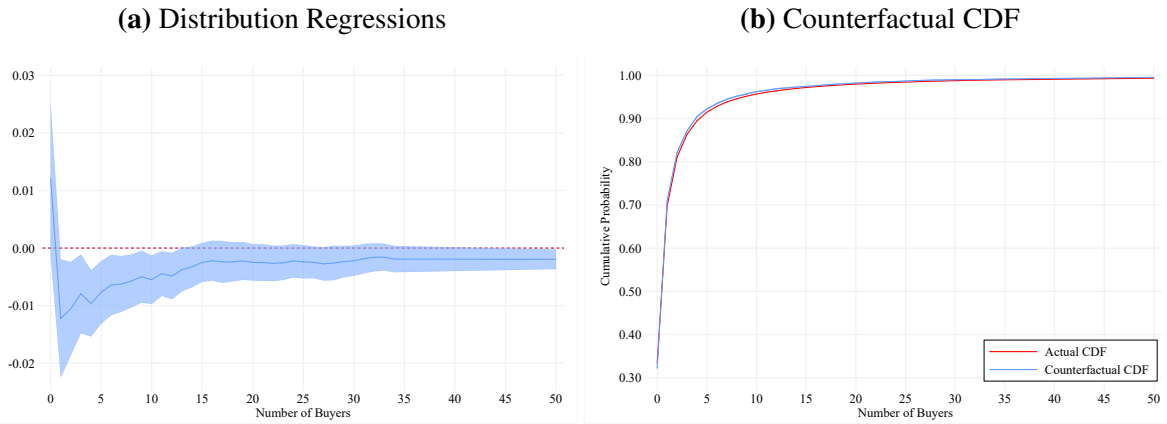 (a) Distribution Regressions
0.03
0.02
0.01
0.00
-0.01
-0.02
0 5 10 15 20 25 30 35 40 45 50
Number of Buyers
(b) Counterfactual CDF
1.00
0.90
0.80
0.70
0.60
0.50
0.40
0.30
Cumulative Probability
Actual CDF
Counterfactual CDF
0 5 10 15 20 25 30 35 40 45 50
Number of Buyers